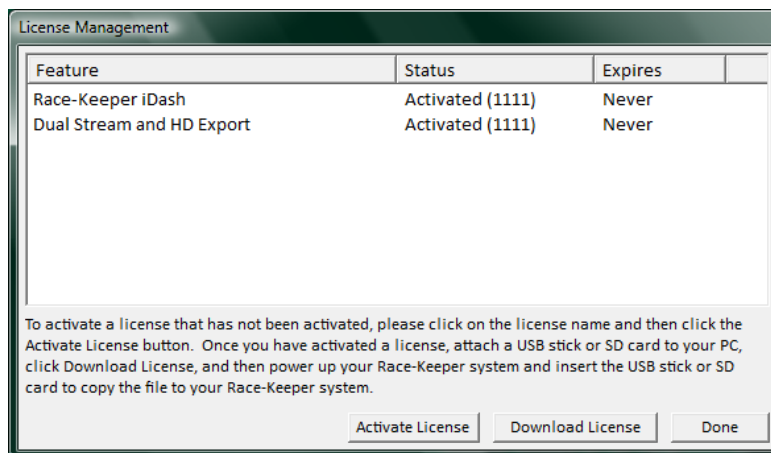 License Management
Feature Status Expires
Race-Keeper iDash Activated (1111) Never
Dual Stream and HD Export Activated (1111) Never
To activate a license that has not been activated, please click on the license name and then click the
Activate License button.  Once you have activated a license, attach a USB stick or SD card to your PC,
click Download License, and then power up your Race-Keeper system and insert the USB stick or SD
card to copy the file to your Race-Keeper system.
Activate License Download License Done